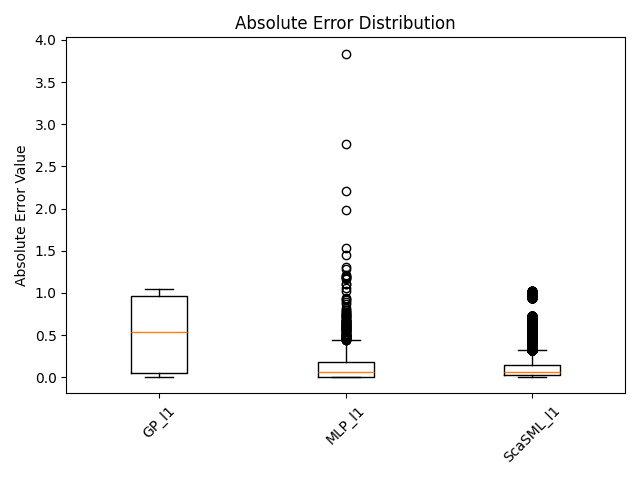 Absolute Error Distribution
Absolute Error Value
4.0
3.5
3.0
2.5
2.0
1.5
1.0
0.5
0.0
GP_l1
MLP_l1
ScaSML_l1